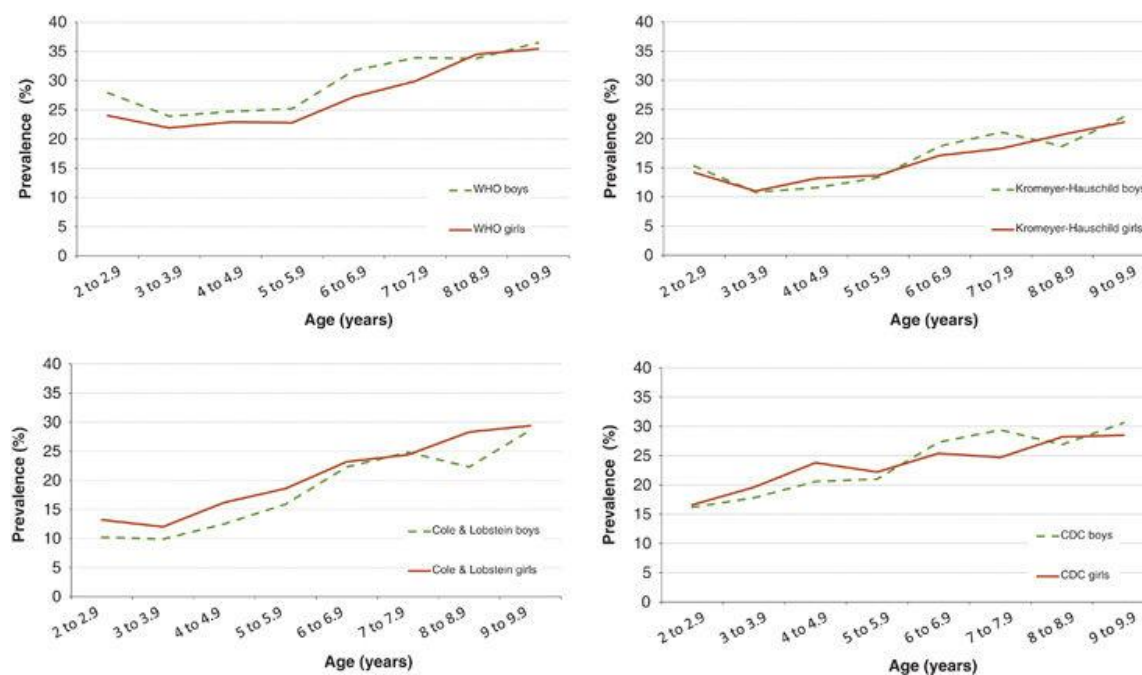 40
35
30
25
20
15
10
5
0
Prevalence (%)
WHO boys
WHO girls
2 to 2.9
3 to 3.9
4 to 4.9
5 to 5.9
6 to 6.9
7 to 7.9
8 to 8.9
9 to 9.9
Age (years)
40
35
30
25
20
15
10
5
0
Prevalence (%)
Kromeyer-Hauschild boys
Kromeyer-Hauschild girls
2 to 2.9
3 to 3.9
4 to 4.9
5 to 5.9
6 to 6.9
7 to 7.9
8 to 8.9
9 to 9.9
Age (years)
40
35
30
25
20
15
10
5
0
Prevalence (%)
Cole & Lobstein boys
Cole & Lobstein girls
2 to 2.9
3 to 3.9
4 to 4.9
5 to 5.9
6 to 6.9
7 to 7.9
8 to 8.9
9 to 9.9
Age (years)
40
35
30
25
20
15
10
5
0
Prevalence (%)
CDC boys
CDC girls
2 to 2.9
3 to 3.9
4 to 4.9
5 to 5.9
6 to 6.9
7 to 7.9
8 to 8.9
9 to 9.9
Age (years)